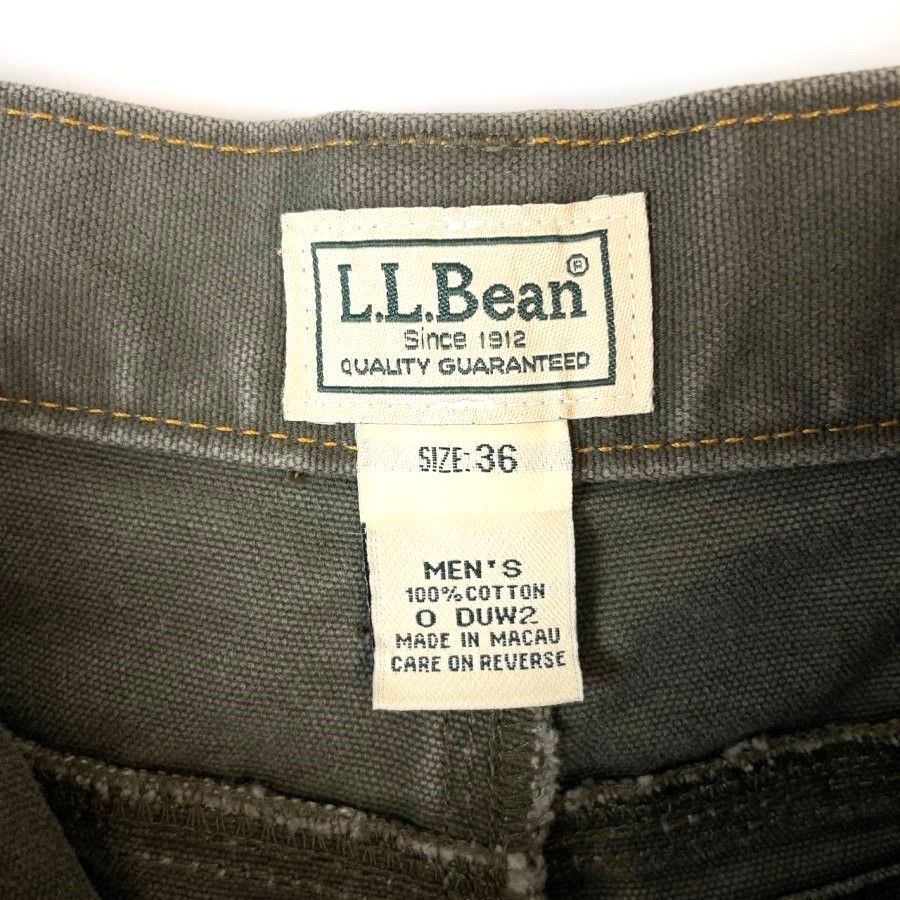 L.L.Bean®
Since 1912
QUALITY GUARANTEED
SIZE: 36
MEN'S
100% COTTON
0 DUW2
MADE IN MACAU
CARE ON REVERSE